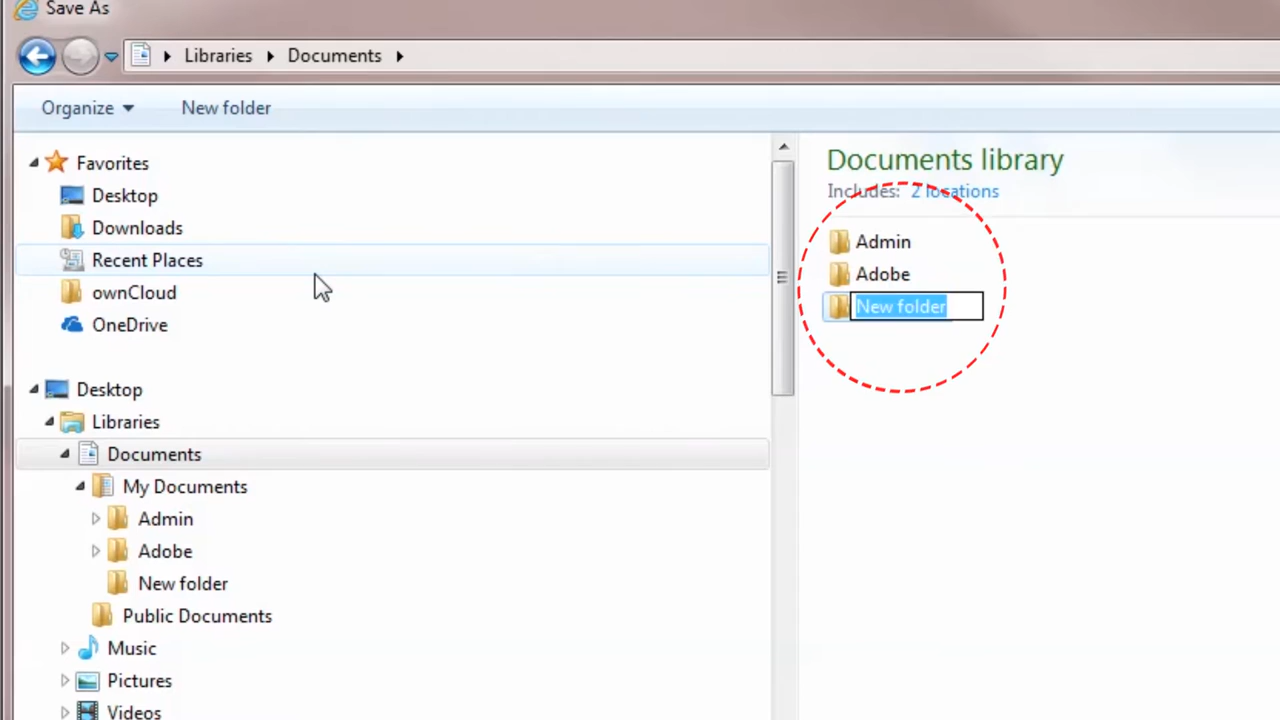 Save As
Libraries Documents
Organize New folder
Favorites
Desktop
Downloads
Recent Places
ownCloud
OneDrive
Desktop
Libraries
Documents
My Documents
Admin
Adobe
New folder
Public Documents
Music
Pictures
Videos
Documents library
Includes: 2 locations
Admin
Adobe
New folder